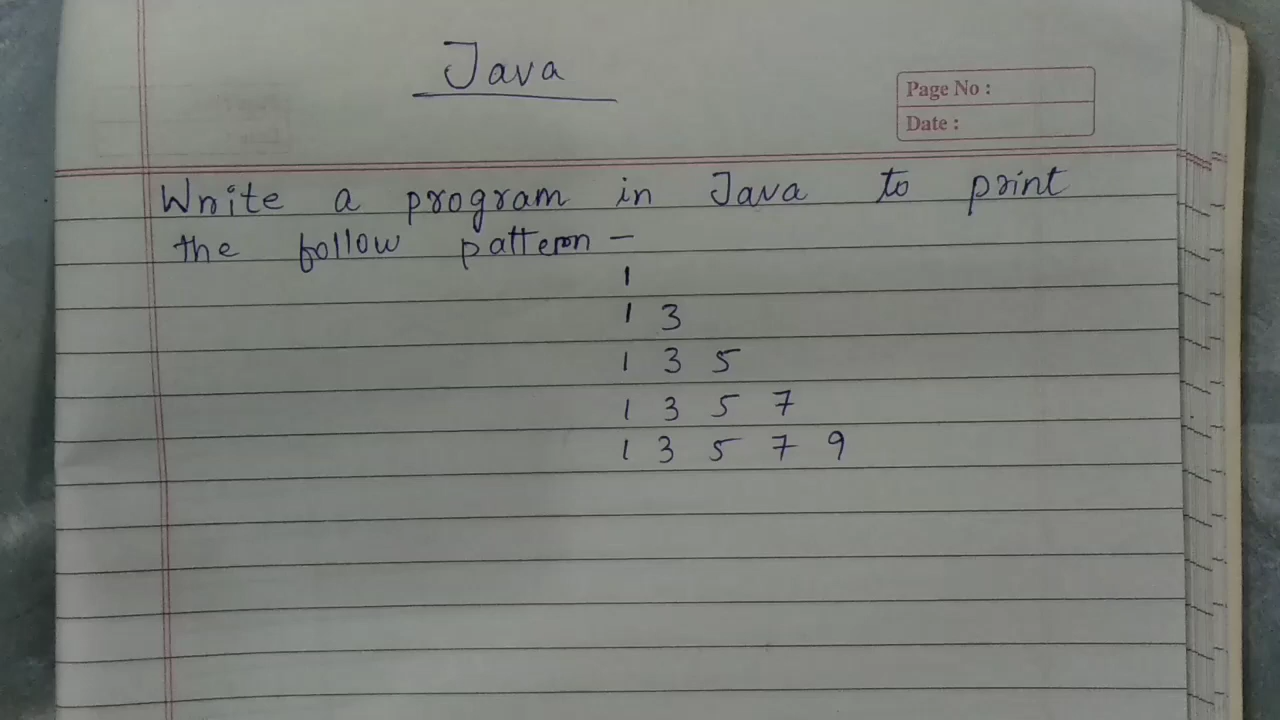 Java
Page No :
Date :
Write a program in Java to print
the follow pattern –
1
1 3
1 3 5
1 3 5 7
1 3 5 7 9